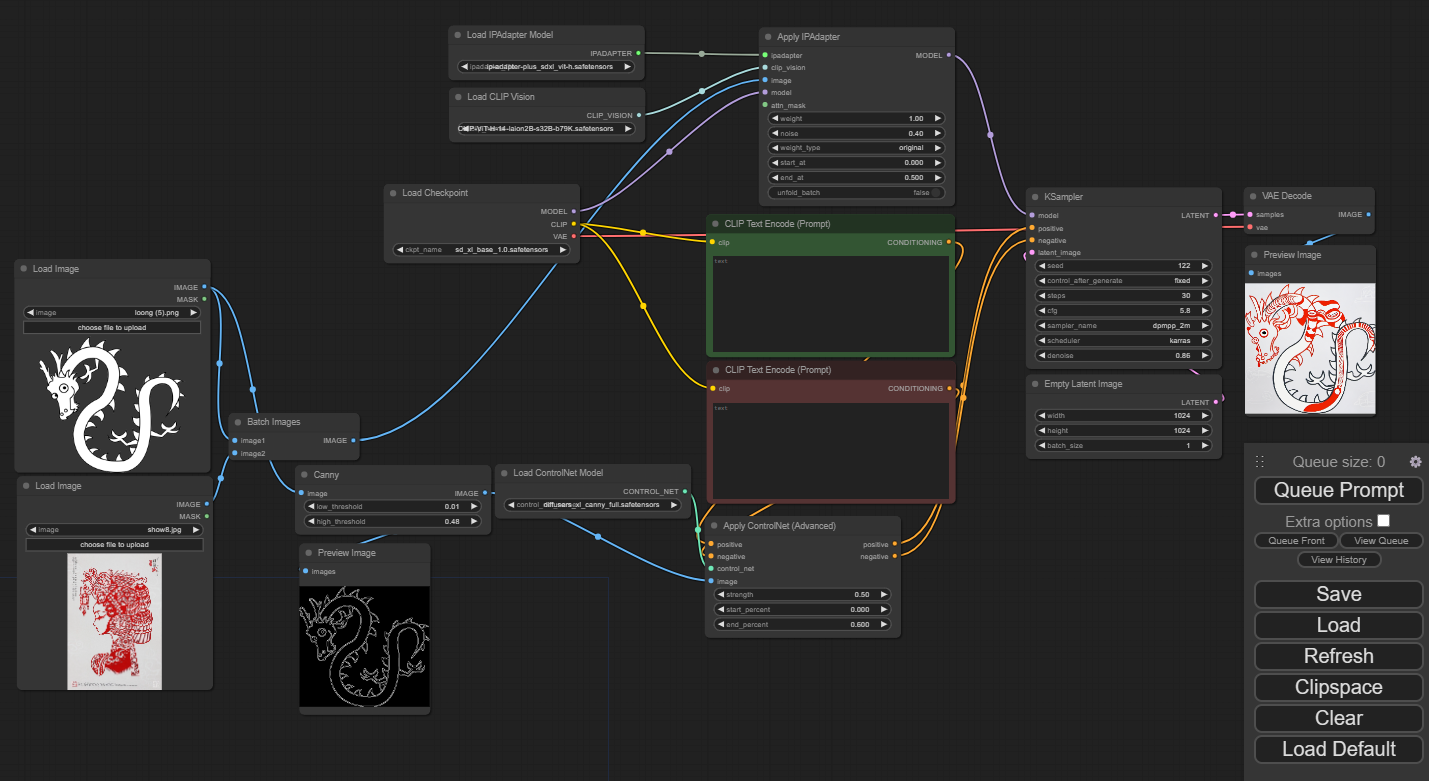 Load IPAdapter Model
IPADAPTER
ip-adapter-plus_sdxl_vit-h.safetensors
Load CLIP Vision
CLIP_VISION
CLIP-ViT-H-14-laion2B-s32B-b79K.safetensors
Apply IPAdapter
ipadapter
MODEL
clip_vision
image
model
attn_mask
weight 1.00
noise 0.40
weight_type original
start_at 0.000
end_at 0.500
unfold_batch false
Load Checkpoint
MODEL
CLIP
VAE
ckpt_name sd_xl_base_1.0.safetensors
CLIP Text Encode (Prompt)
clip CONDITIONING
text
CLIP Text Encode (Prompt)
clip CONDITIONING
text
KSampler
model LATENT
positive
negative
latent_image
seed 122
control_after_generate fixed
steps 30
cfg 5.8
sampler_name dpmpp_2m
scheduler karras
denoise 0.86
Empty Latent Image
LATENT
width 1024
height 1024
batch_size 1
VAE Decode
samples IMAGE
vae
Preview Image
images
Load Image
IMAGE
MASK
image loong (5).png
choose file to upload
Batch Images
image1 IMAGE
image2
Load Image
IMAGE
MASK
image show8.jpg
choose file to upload
Canny
image IMAGE
low_threshold 0.01
high_threshold 0.48
Preview Image
images
Load ControlNet Model
CONTROL_NET
control_ diffusers_xl_canny_full.safetensors
Apply ControlNet (Advanced)
positive positive
negative negative
control_net
image
strength 0.50
start_percent 0.000
end_percent 0.600
Queue size: 0
Queue Prompt
Extra options
Queue Front View Queue
View History
Save
Load
Refresh
Clipspace
Clear
Load Default